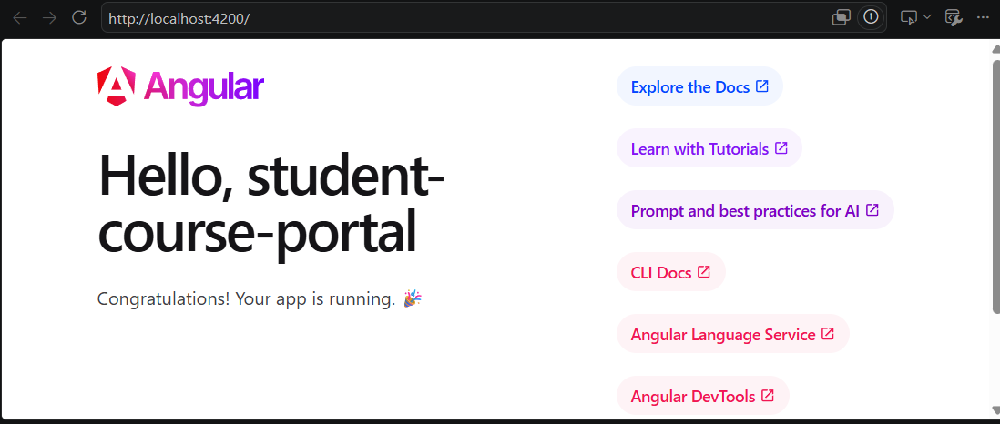 http://localhost:4200/
Angular
Hello, student-
course-portal
Congratulations! Your app is running. 🎉
Explore the Docs
Learn with Tutorials
Prompt and best practices for AI
CLI Docs
Angular Language Service
Angular DevTools